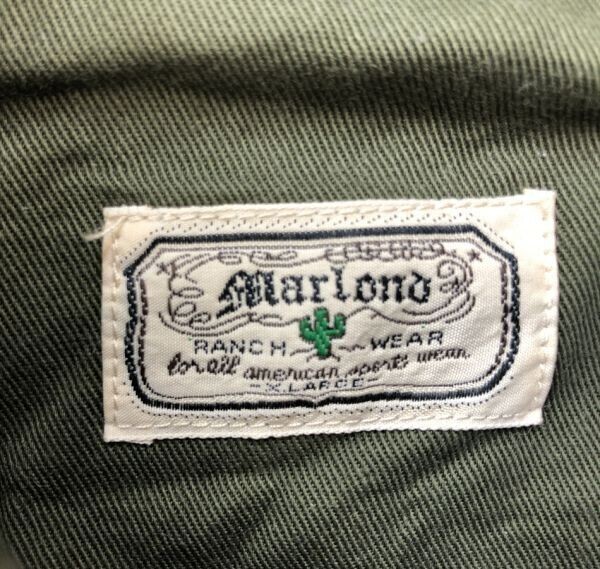 Marlond
RANCH WEAR
for all american sports wear.
-X.LARGE-